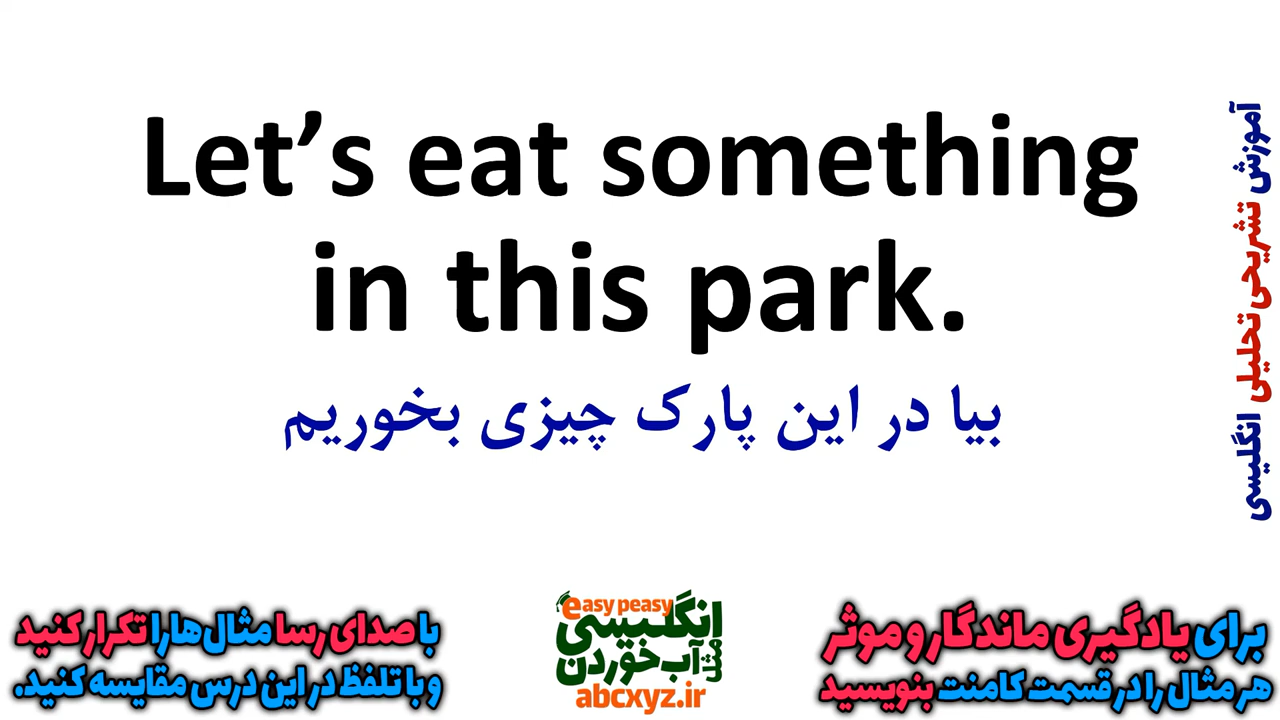 Let’s eat something
in this park.
بیا در این پارک چیزی بخوریم
آموزش تشریحی تحلیلی انگلیسی
برای یادگیری ماندگار و موثر
هر مثال را در قسمت کامنت بنویسید
easy peasy
انگلیسی
مثل
آب خوردن
abcxyz.ir
با صدای رسا مثال‌ها را تکرار کنید
و با تلفظ در این درس مقایسه کنید.